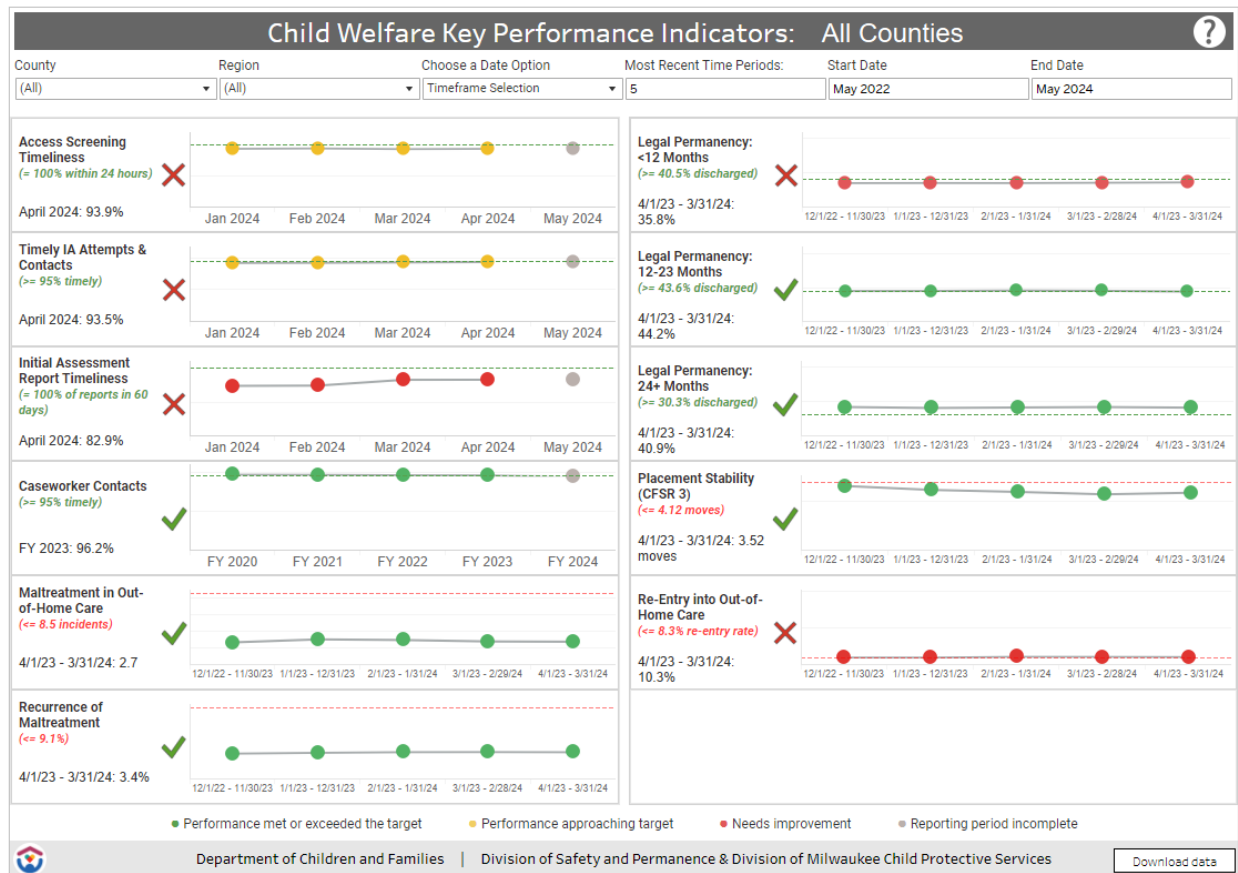 Child Welfare Key Performance Indicators: All Counties
?
County
Region
Choose a Date Option
Most Recent Time Periods:
Start Date
End Date
(All)
(All)
Timeframe Selection
5
May 2022
May 2024
Access Screening
Timeliness
(= 100% within 24 hours)
April 2024: 93.9%
Jan 2024 Feb 2024 Mar 2024 Apr 2024 May 2024
Timely IA Attempts &
Contacts
(>= 95% timely)
April 2024: 93.5%
Jan 2024 Feb 2024 Mar 2024 Apr 2024 May 2024
Initial Assessment
Report Timeliness
(= 100% of reports in 60
days)
April 2024: 82.9%
Jan 2024 Feb 2024 Mar 2024 Apr 2024 May 2024
Caseworker Contacts
(>= 95% timely)
FY 2023: 96.2%
FY 2020 FY 2021 FY 2022 FY 2023 FY 2024
Maltreatment in Out-
of-Home Care
(<= 8.5 incidents)
4/1/23 - 3/31/24: 2.7
12/1/22 - 11/30/23 1/1/23 - 12/31/23 2/1/23 - 1/31/24 3/1/23 - 2/29/24 4/1/23 - 3/31/24
Recurrence of
Maltreatment
(<= 9.1%)
4/1/23 - 3/31/24: 3.4%
12/1/22 - 11/30/23 1/1/23 - 12/31/23 2/1/23 - 1/31/24 3/1/23 - 2/28/24 4/1/23 - 3/31/24
Legal Permanency:
<12 Months
(>= 40.5% discharged)
4/1/23 - 3/31/24:
35.8%
12/1/22 - 11/30/23 1/1/23 - 12/31/23 2/1/23 - 1/31/24 3/1/23 - 2/28/24 4/1/23 - 3/31/24
Legal Permanency:
12-23 Months
(>= 43.6% discharged)
4/1/23 - 3/31/24:
44.2%
12/1/22 - 11/30/23 1/1/23 - 12/31/23 2/1/23 - 1/31/24 3/1/23 - 2/29/24 4/1/23 - 3/31/24
Legal Permanency:
24+ Months
(>= 30.3% discharged)
4/1/23 - 3/31/24:
40.9%
12/1/22 - 11/30/23 1/1/23 - 12/31/23 2/1/23 - 1/31/24 3/1/23 - 2/29/24 4/1/23 - 3/31/24
Placement Stability
(CFSR 3)
(<= 4.12 moves)
4/1/23 - 3/31/24: 3.52
moves
12/1/22 - 11/30/23 1/1/23 - 12/31/23 2/1/23 - 1/31/24 3/1/23 - 2/29/24 4/1/23 - 3/31/24
Re-Entry into Out-of-
Home Care
(<= 8.3% re-entry rate)
4/1/23 - 3/31/24:
10.3%
12/1/22 - 11/30/23 1/1/23 - 12/31/23 2/1/23 - 1/31/24 3/1/23 - 2/28/24 4/1/23 - 3/31/24
Performance met or exceeded the target
Performance approaching target
Needs improvement
Reporting period incomplete
Department of Children and Families | Division of Safety and Permanence & Division of Milwaukee Child Protective Services
Download data